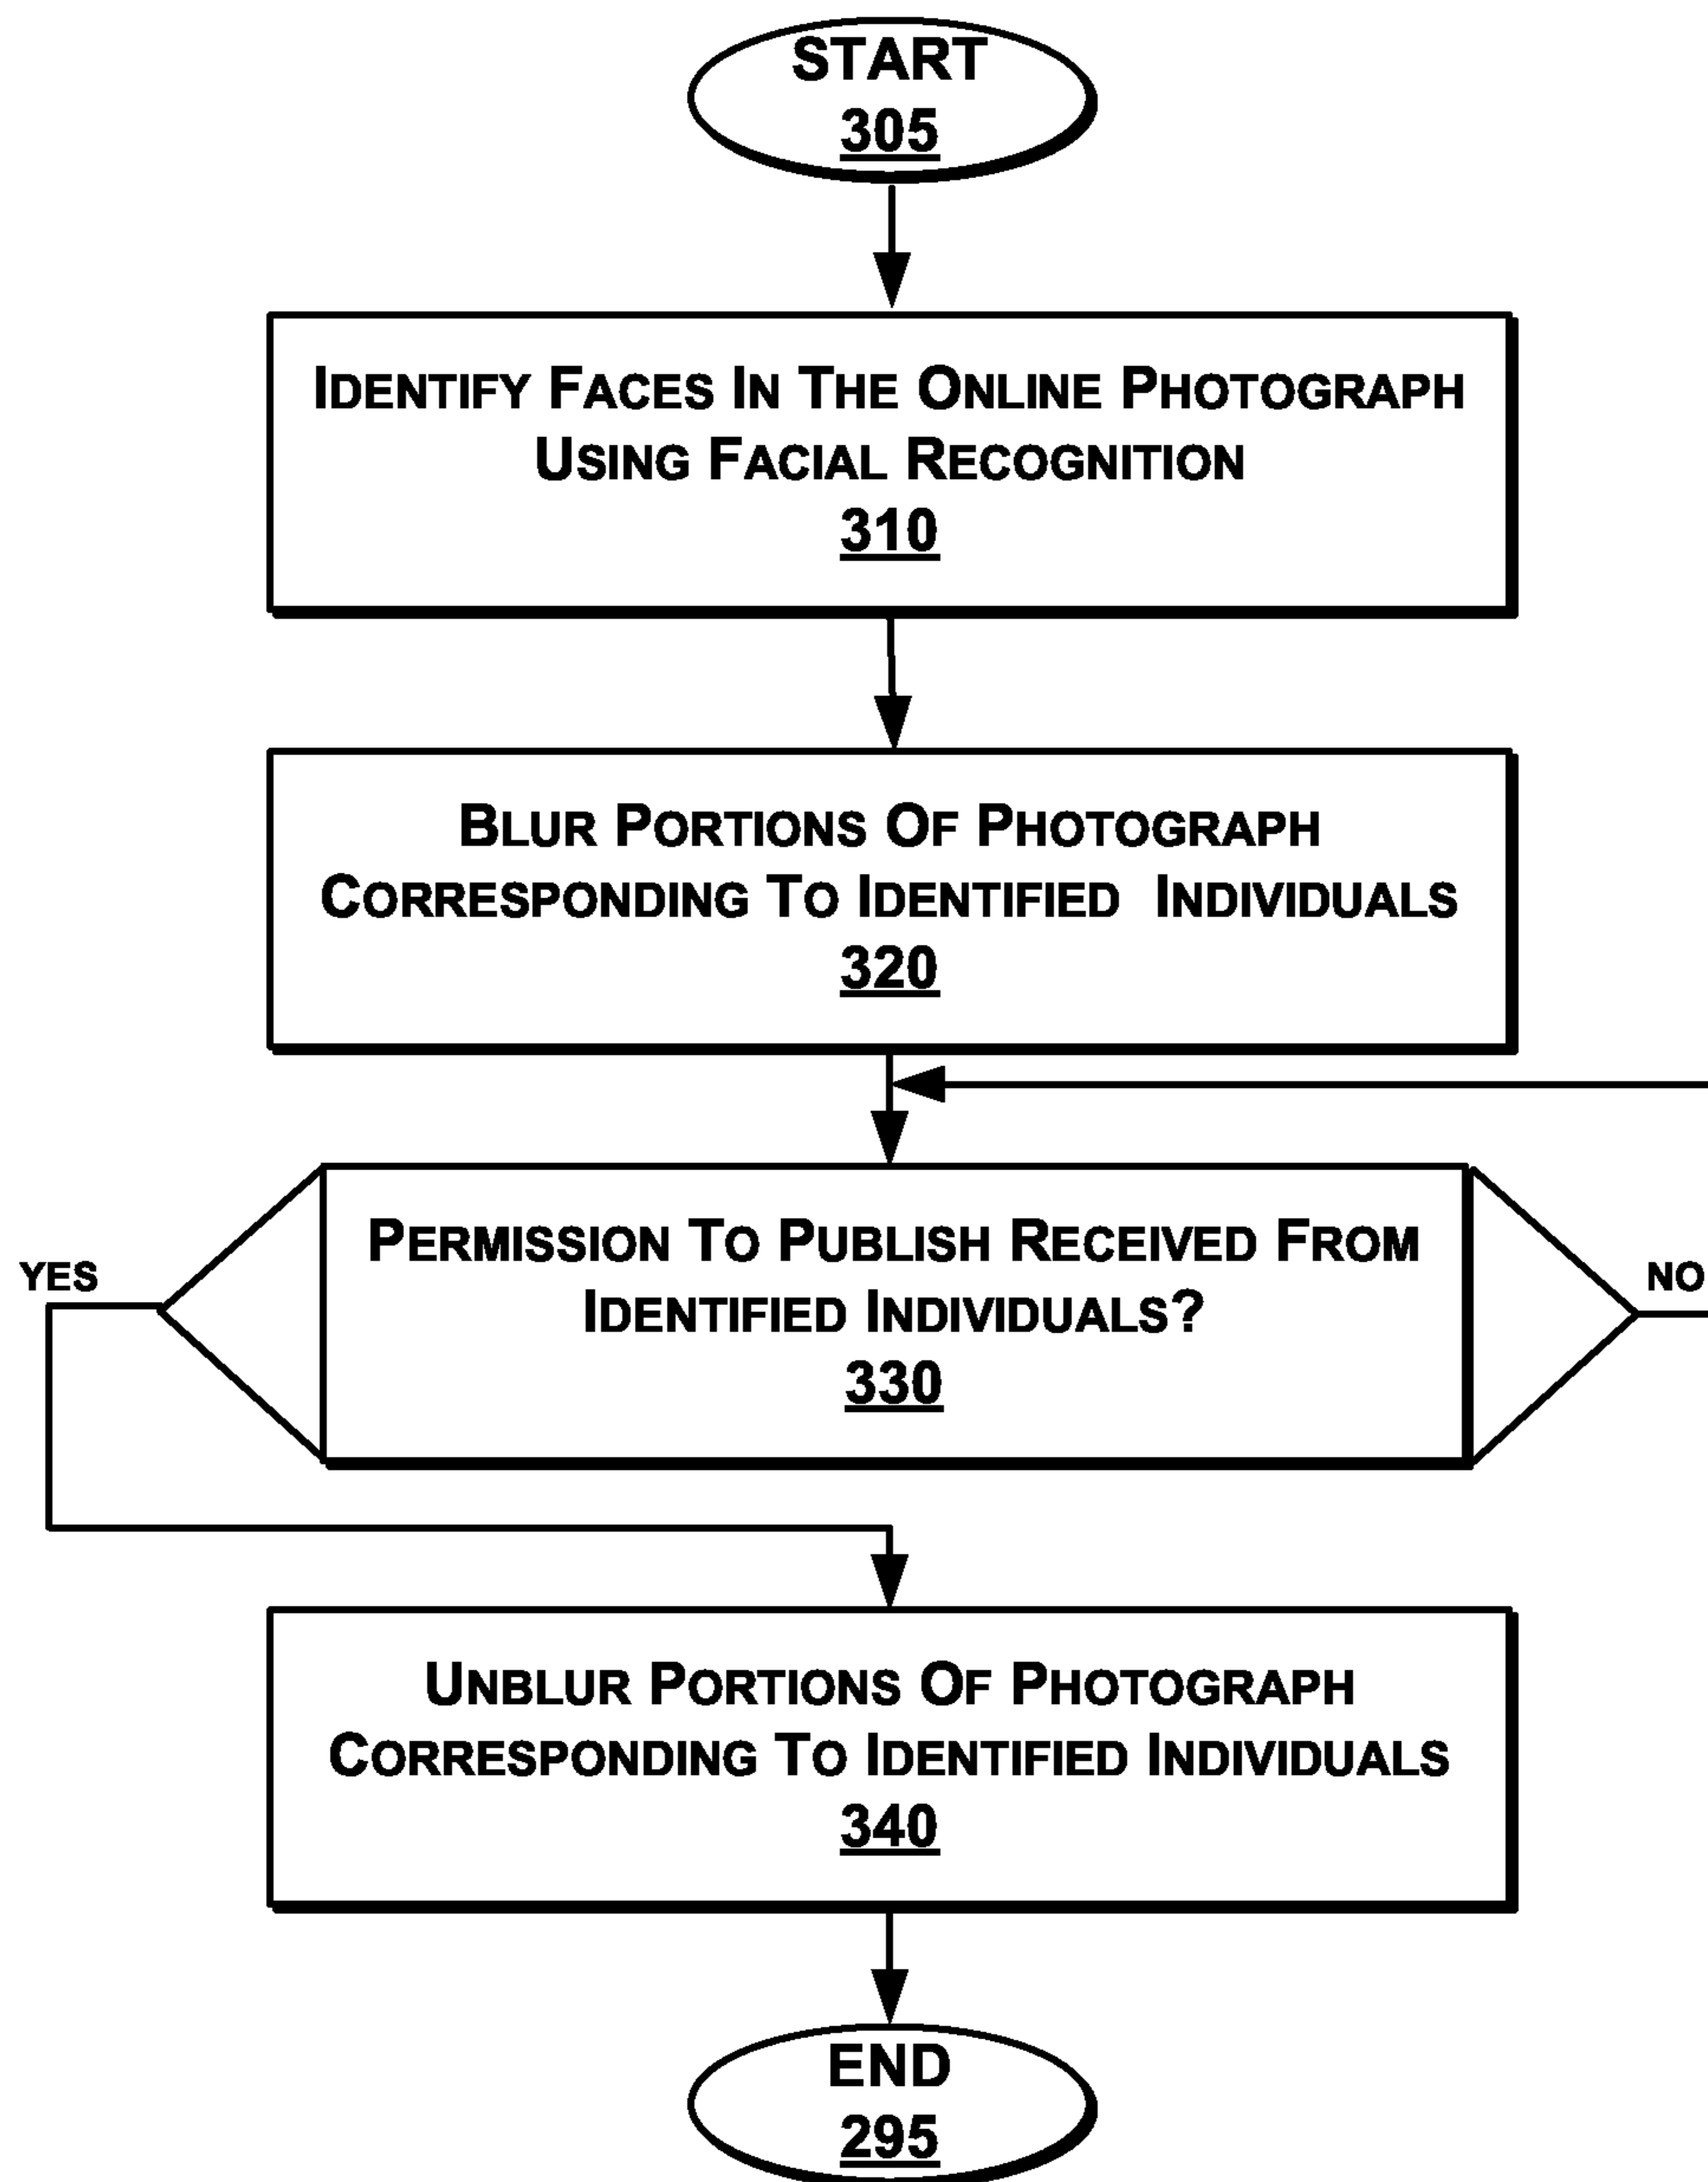 START
305
IDENTIFY FACES IN THE ONLINE PHOTOGRAPH
USING FACIAL RECOGNITION
310
BLUR PORTIONS OF PHOTOGRAPH
CORRESPONDING TO IDENTIFIED INDIVIDUALS
320
PERMISSION TO PUBLISH RECEIVED FROM
IDENTIFIED INDIVIDUALS?
330
YES
NO
UNBLUR PORTIONS OF PHOTOGRAPH
CORRESPONDING TO IDENTIFIED INDIVIDUALS
340
END
295